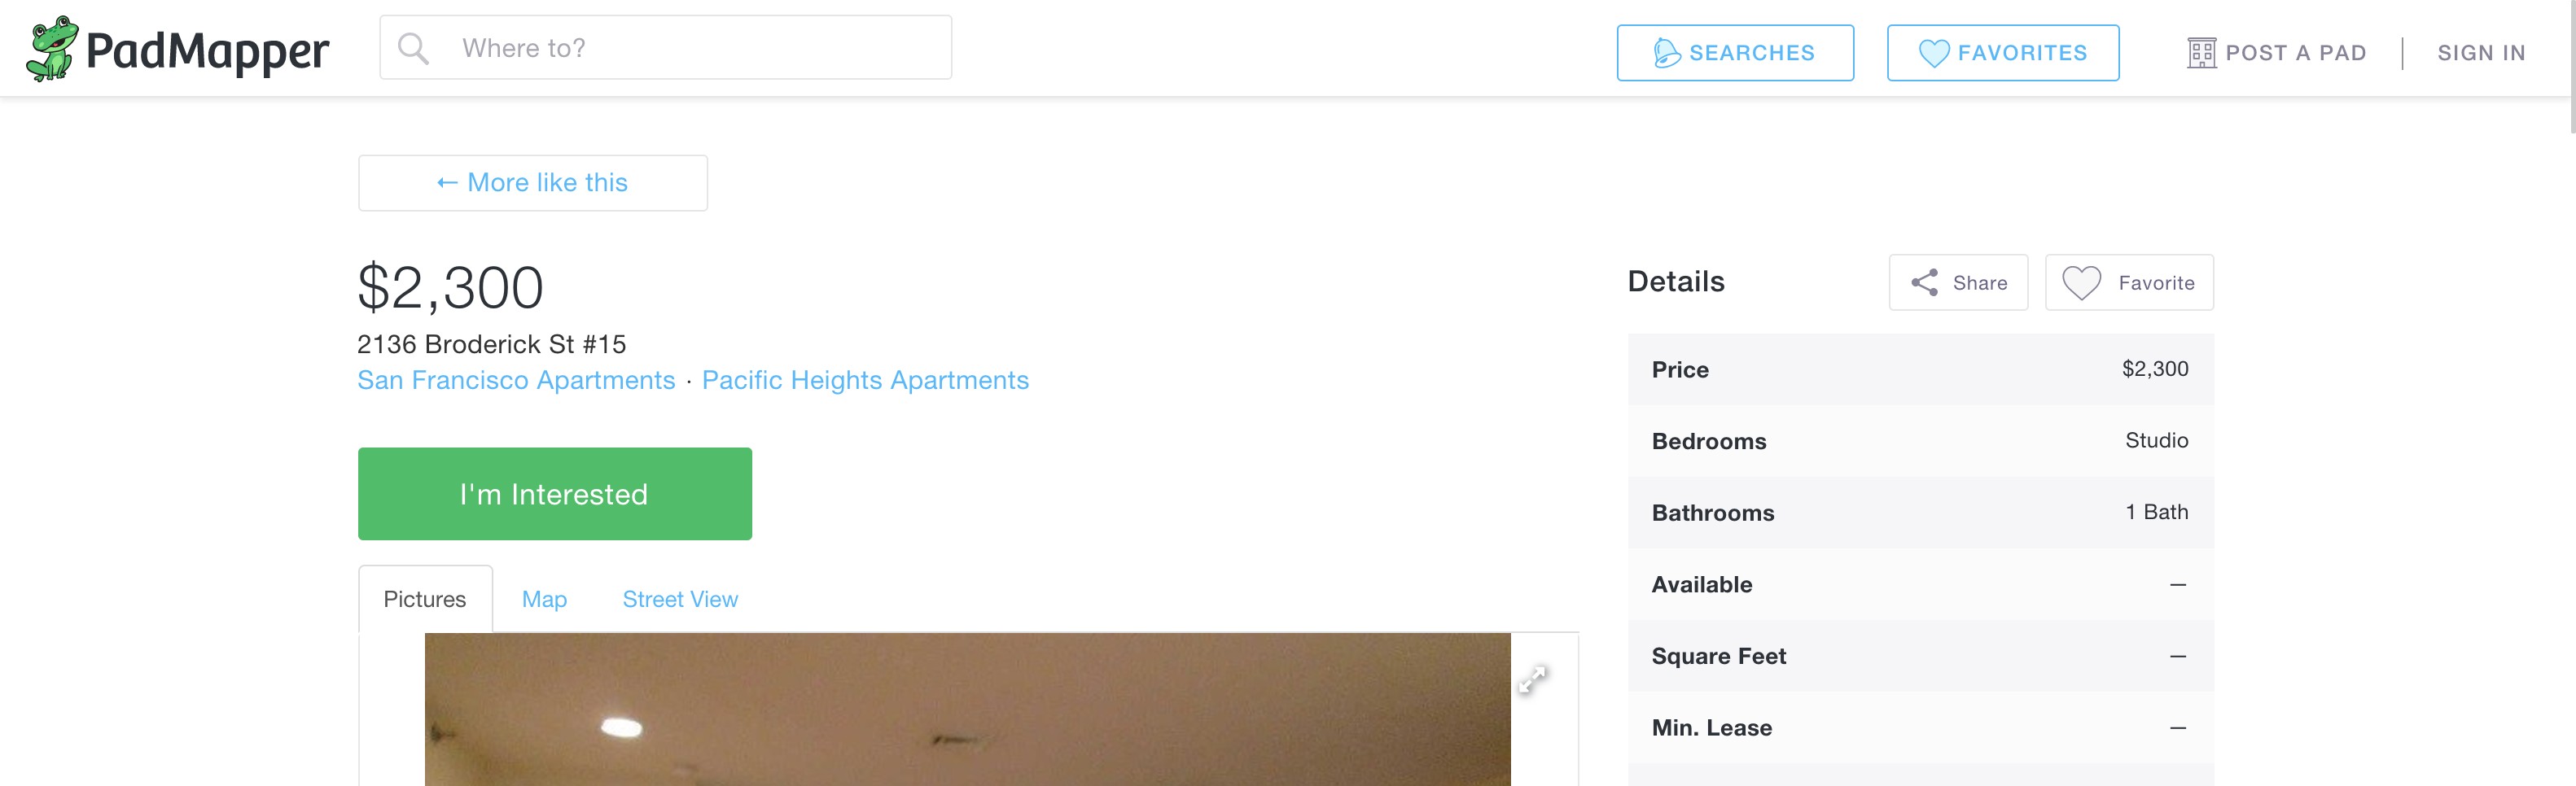 PadMapper
Where to?
SEARCHES
FAVORITES
POST A PAD
SIGN IN
← More like this
$2,300
2136 Broderick St #15
San Francisco Apartments · Pacific Heights Apartments
I'm Interested
Pictures
Map
Street View
Details
Share
Favorite
Price $2,300
Bedrooms Studio
Bathrooms 1 Bath
Available —
Square Feet —
Min. Lease —